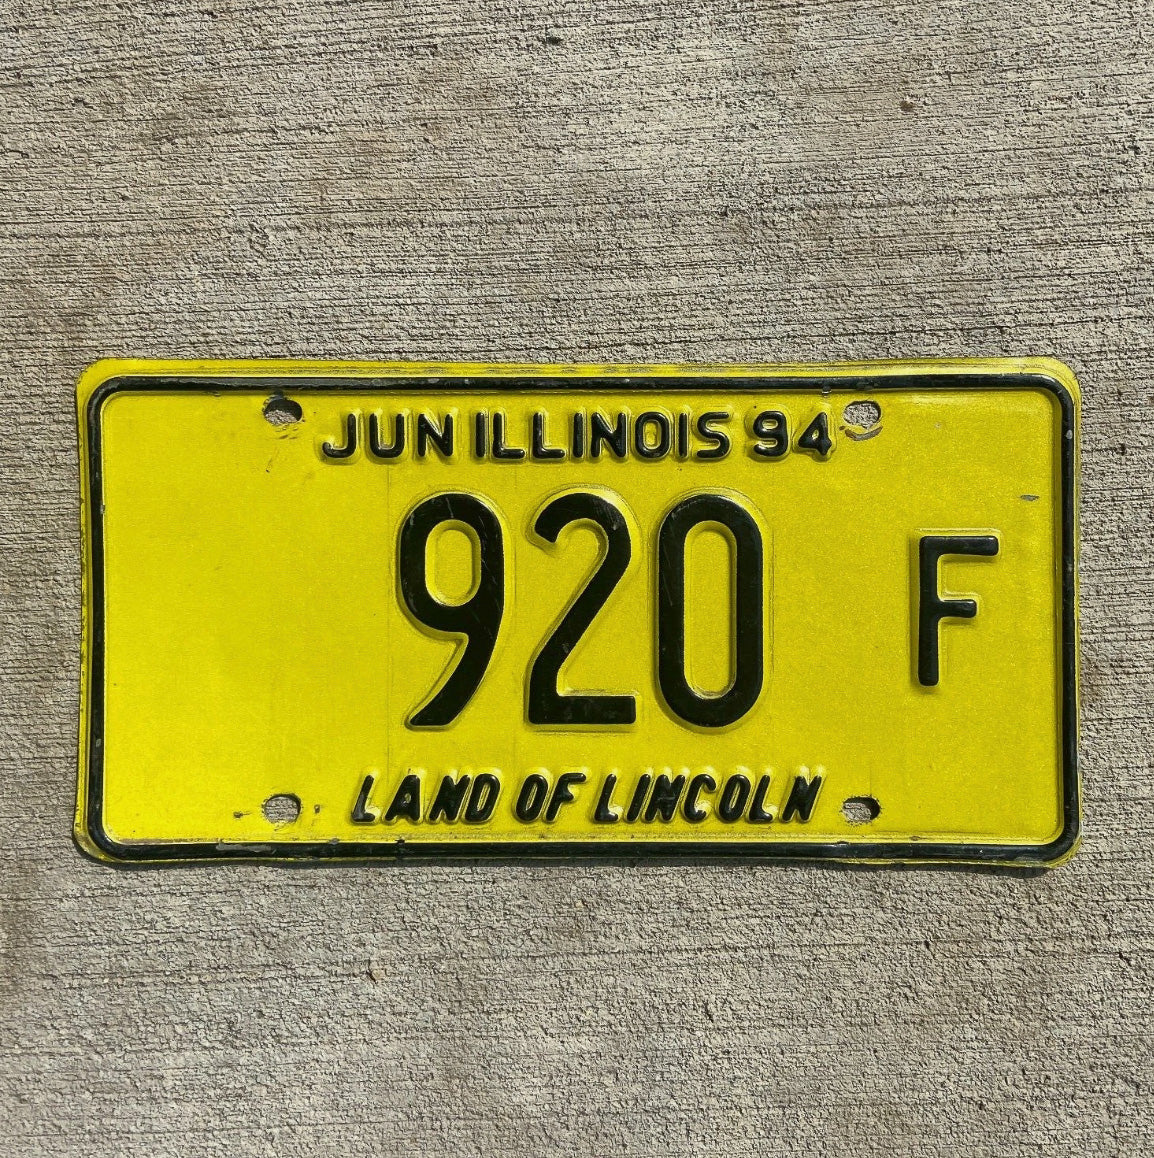 JUN ILLINOIS 94
920 F
LAND OF LINCOLN